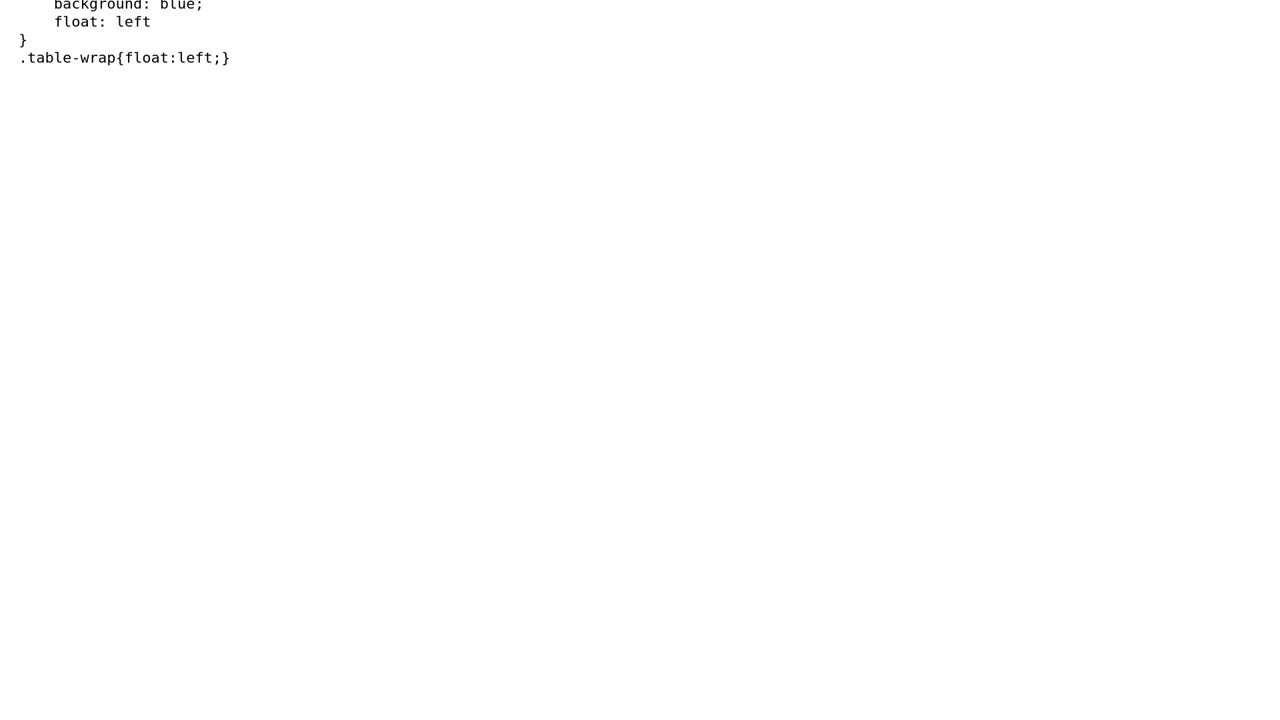 background: blue;
    float: left
}
.table-wrap{float:left;}